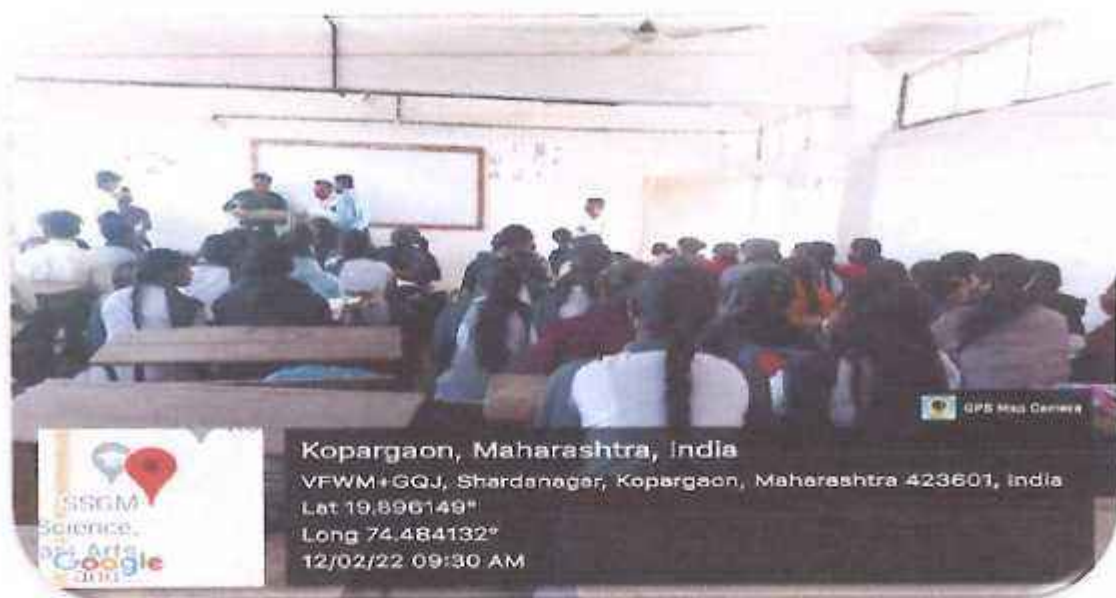 GPS Map Camera
Kopargaon, Maharashtra, India
VFWM+GQJ, Shardanagar, Kopargaon, Maharashtra 423601, India
Lat 19.896149°
Long 74.484132°
12/02/22 09:30 AM
SSGM
Science,
Arts
and
Google